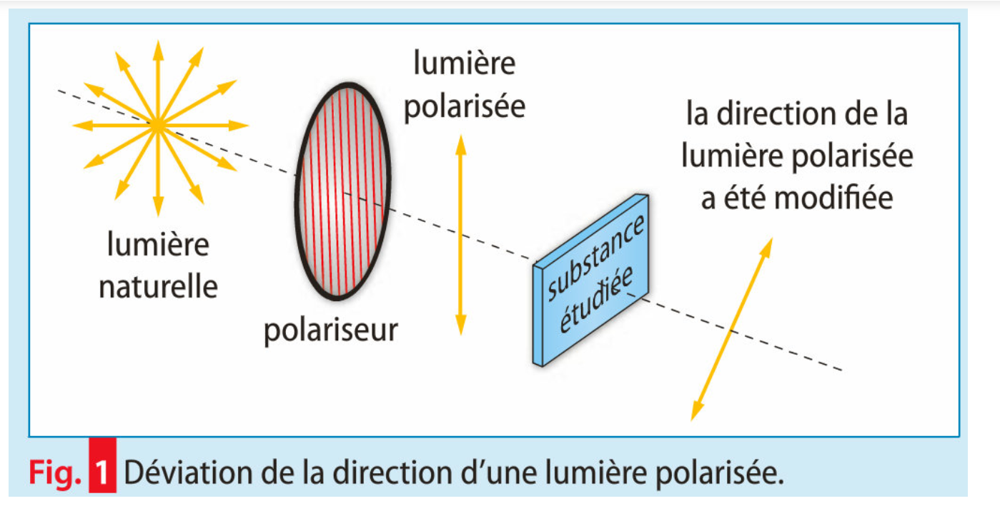 lumière
naturelle
polariseur
lumière
polarisée
substance
étudiée
la direction de la
lumière polarisée
a été modifiée
Fig. 1 Déviation de la direction d’une lumière polarisée.